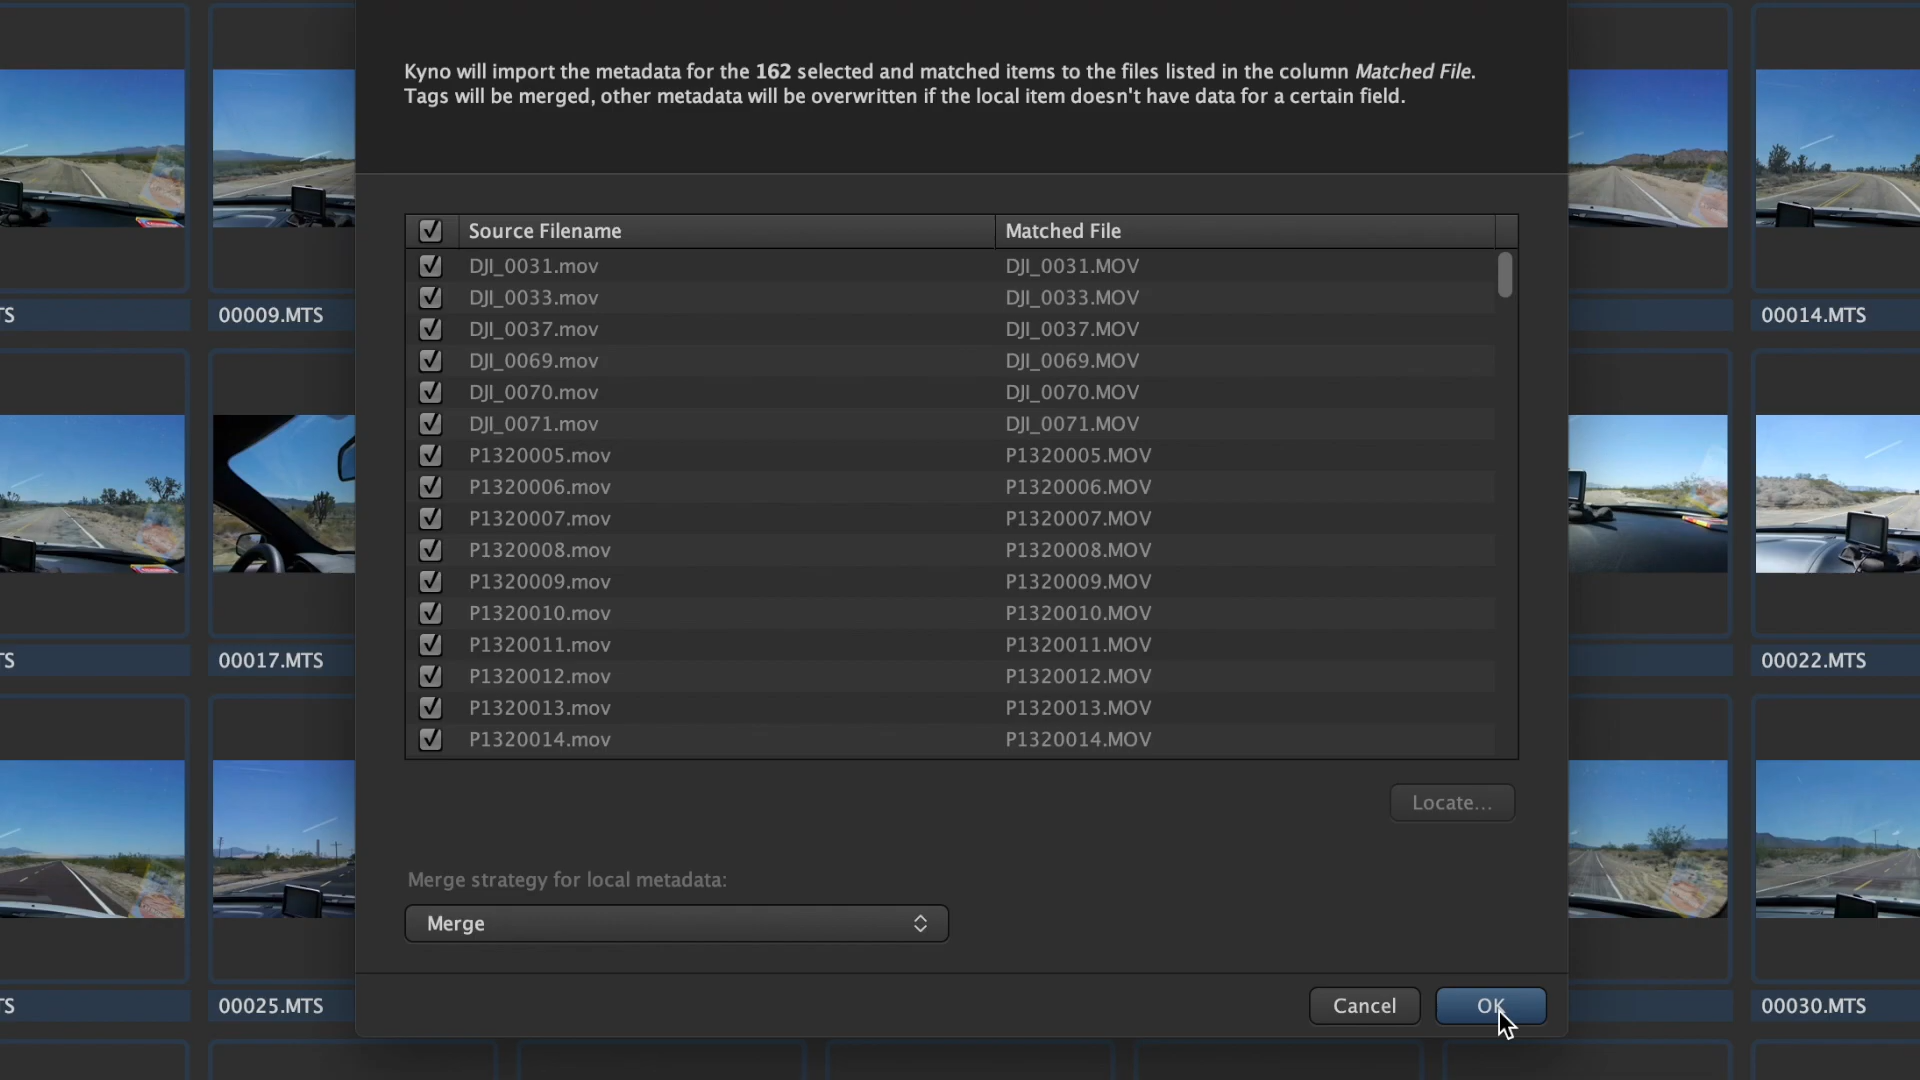 Kyno will import the metadata for the 162 selected and matched items to the files listed in the column Matched File.
Tags will be merged, other metadata will be overwritten if the local item doesn't have data for a certain field.
Source Filename Matched File
DJI_0031.mov DJI_0031.MOV
DJI_0033.mov DJI_0033.MOV
DJI_0037.mov DJI_0037.MOV
DJI_0069.mov DJI_0069.MOV
DJI_0070.mov DJI_0070.MOV
DJI_0071.mov DJI_0071.MOV
P1320005.mov P1320005.MOV
P1320006.mov P1320006.MOV
P1320007.mov P1320007.MOV
P1320008.mov P1320008.MOV
P1320009.mov P1320009.MOV
P1320010.mov P1320010.MOV
P1320011.mov P1320011.MOV
P1320012.mov P1320012.MOV
P1320013.mov P1320013.MOV
P1320014.mov P1320014.MOV
Locate...
Merge strategy for local metadata:
Merge
Cancel OK
TS 00009.MTS 00014.MTS
TS 00017.MTS 00022.MTS
TS 00025.MTS 00030.MTS